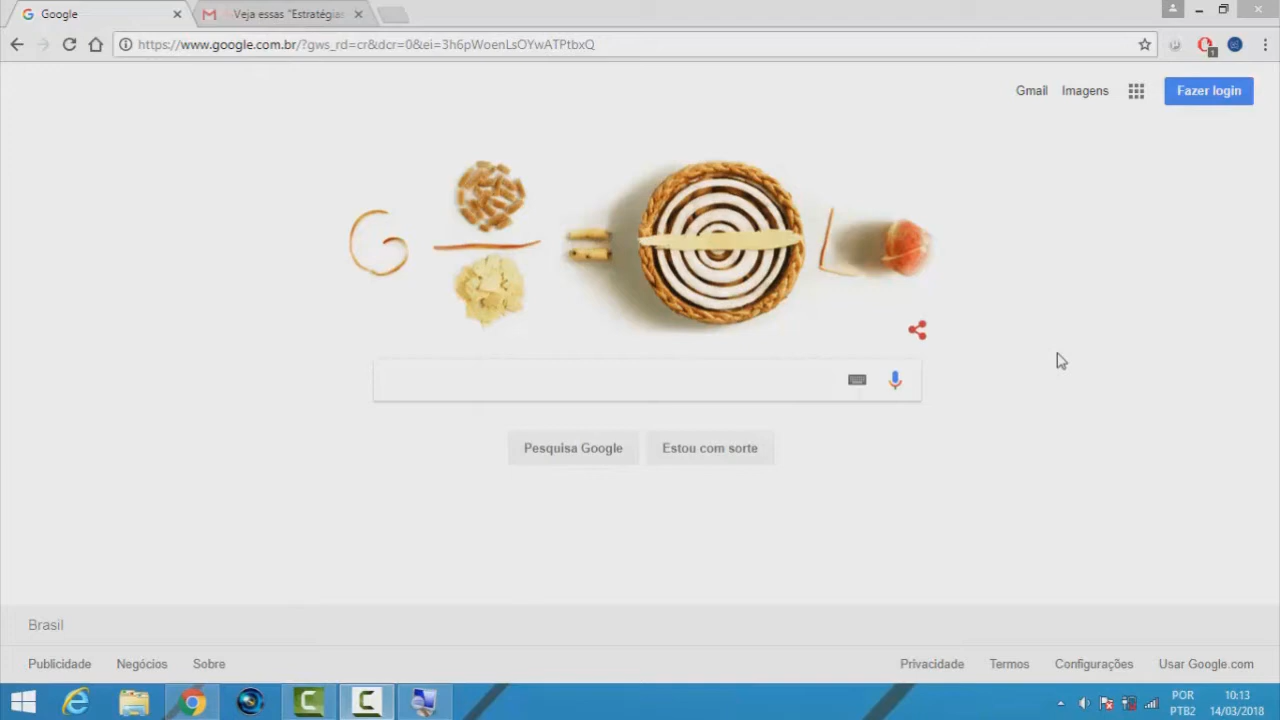 Google
Veja essas "Estratégias
https://www.google.com.br/?gws_rd=cr&dcr=0&ei=3h6pWoenLsOYwATPtbxQ
1
Gmail
Imagens
Fazer login
Pesquisa Google
Estou com sorte
Brasil
Publicidade
Negócios
Sobre
Privacidade
Termos
Configurações
Usar Google.com
POR
PTB2
10:13
14/03/2018